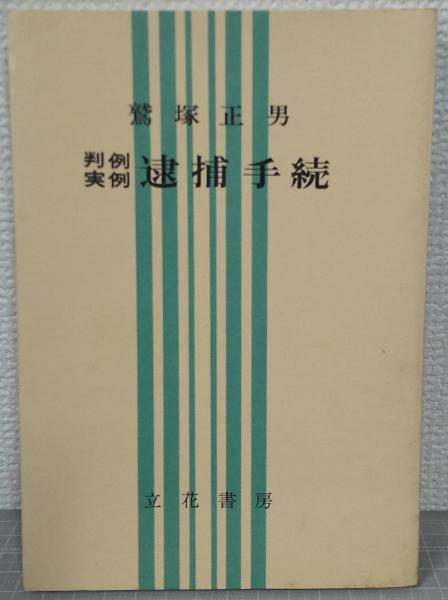 鷲塚正男
判例
実例
逮捕手続
立花書房